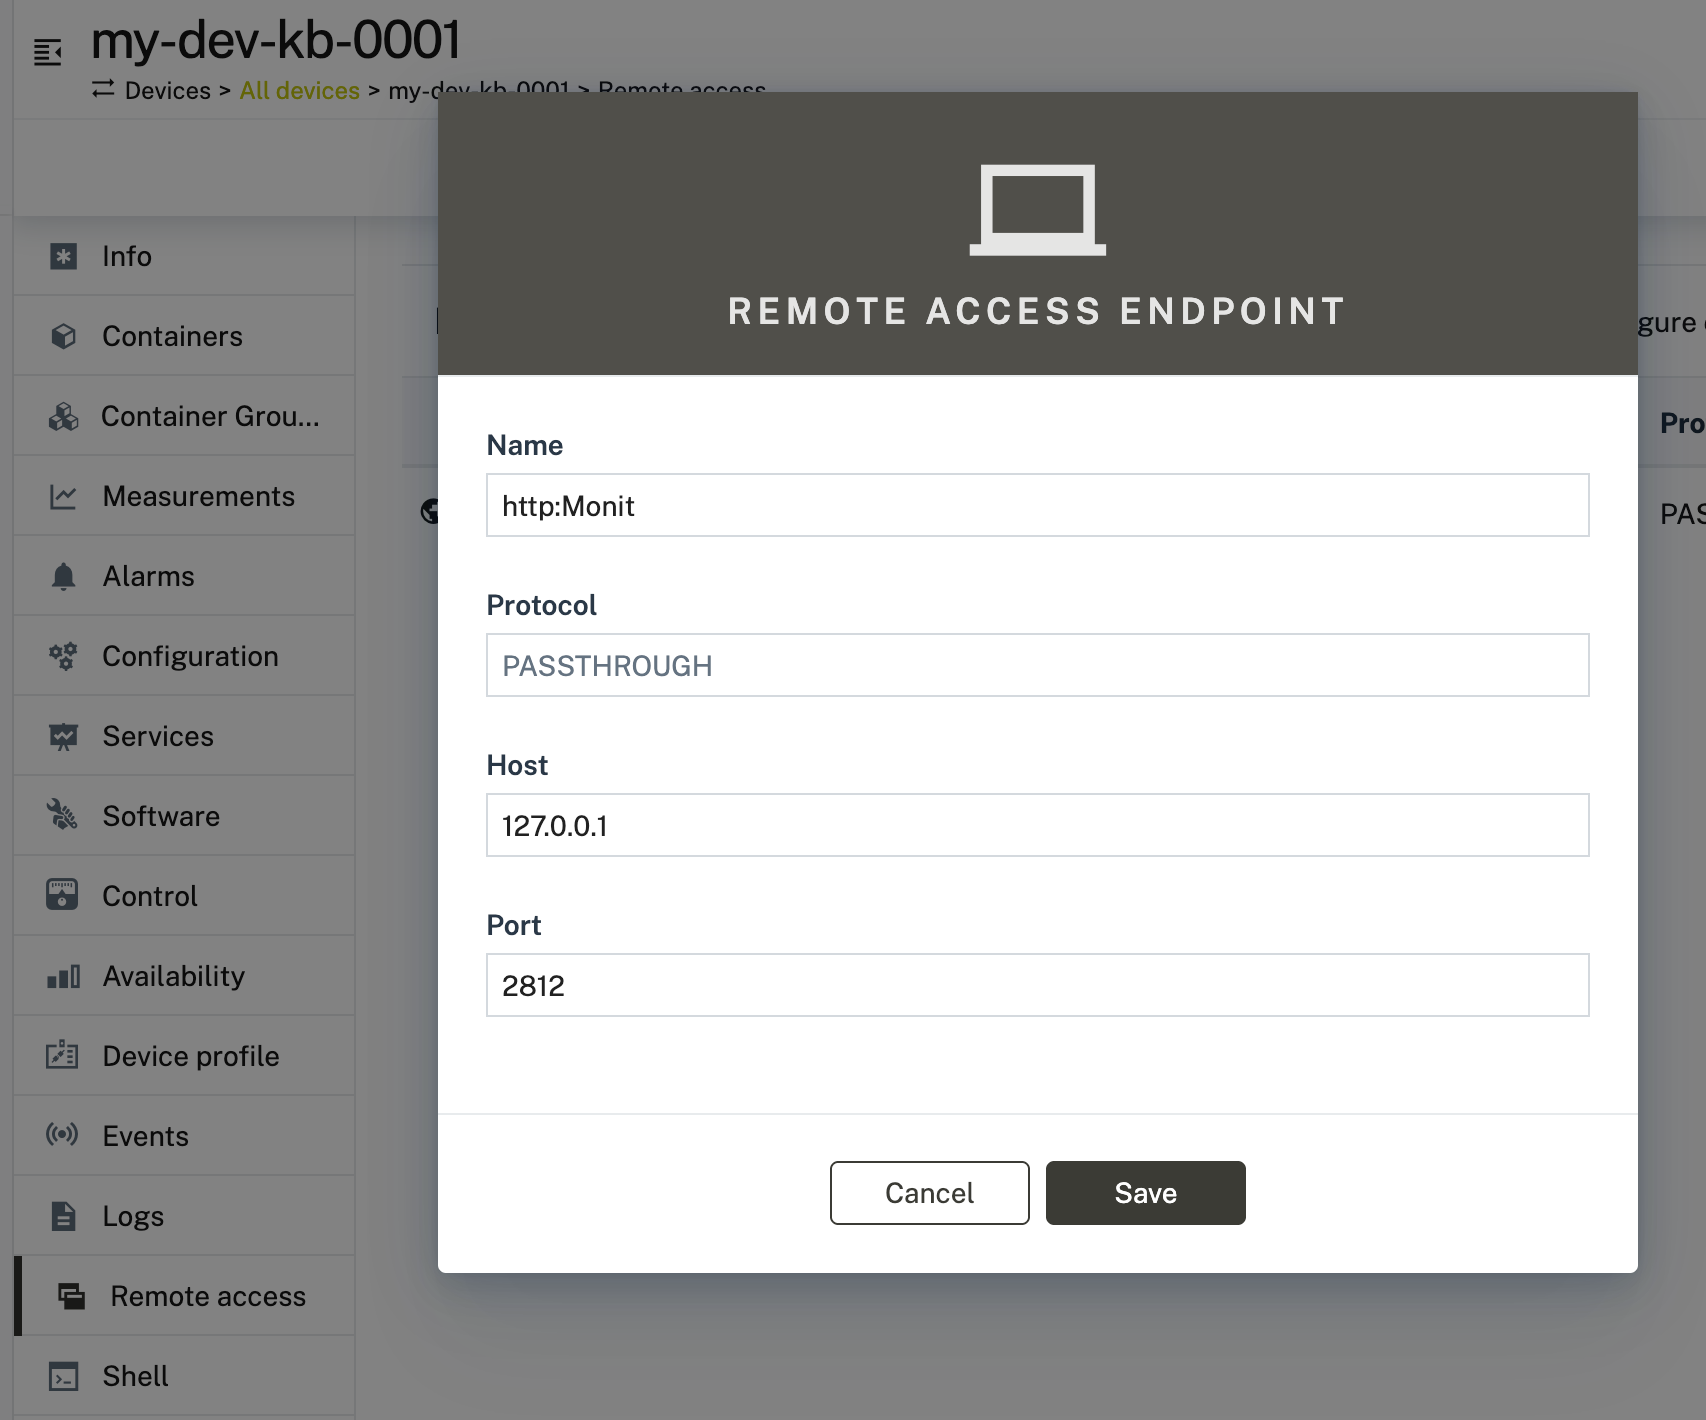 my-dev-kb-0001
Devices > All devices > my-dev-kb-0001 > Remote access
REMOTE ACCESS ENDPOINT
Info
Containers
Container Grou...
Measurements
Alarms
Configuration
Services
Software
Control
Availability
Device profile
Events
Logs
Remote access
Shell
Name
http:Monit
Protocol
PASSTHROUGH
Host
127.0.0.1
Port
2812
Cancel
Save
gure
Pro
PAS